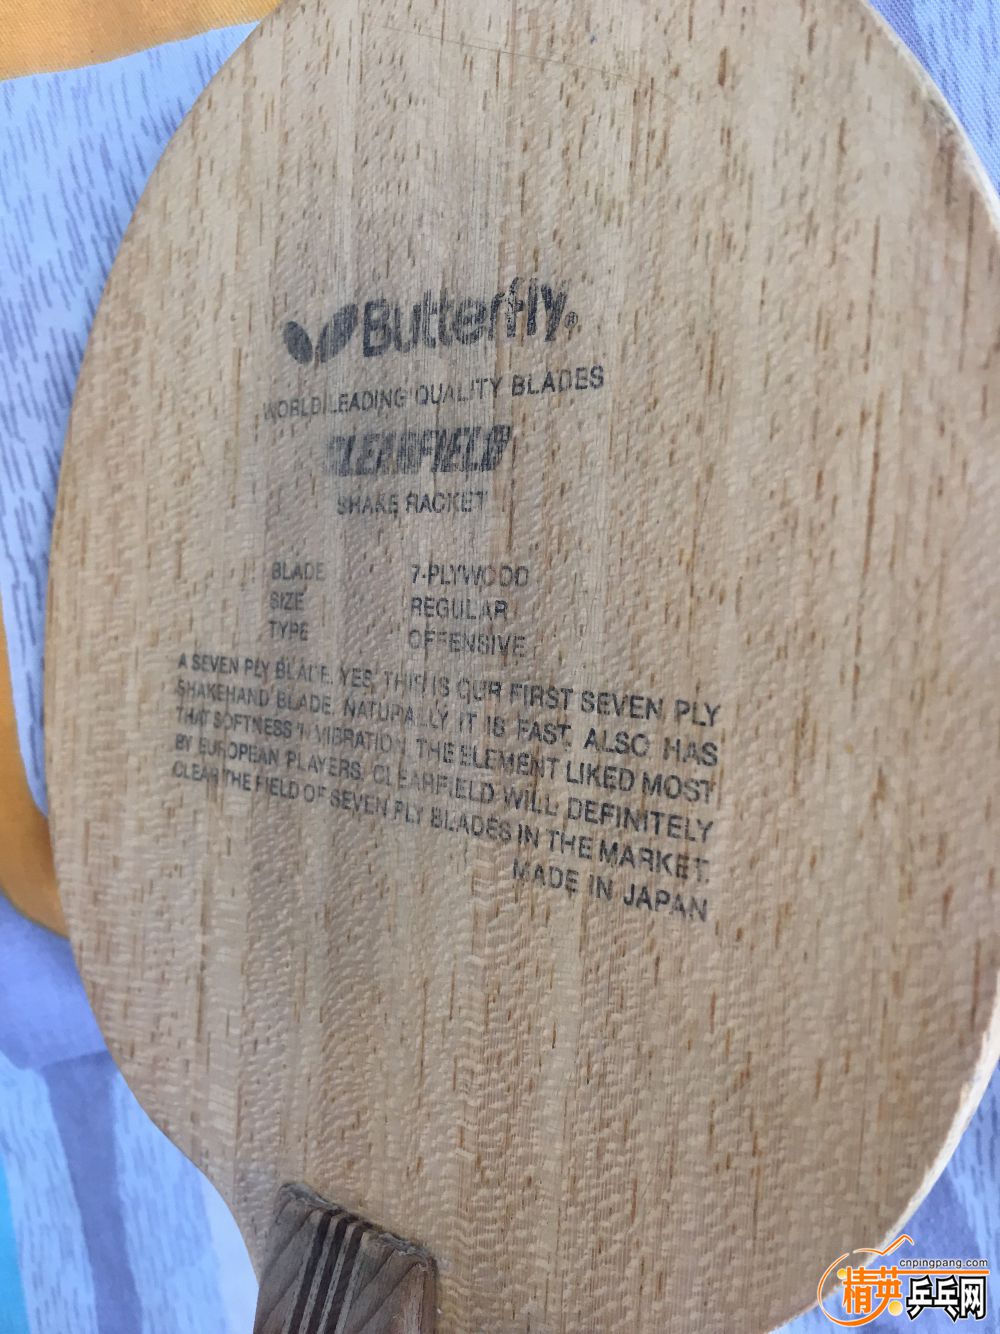 Butterfly®
WORLD LEADING QUALITY BLADES
CLEARFIELD
SHAKE RACKET
BLADE 7-PLYWOOD
SIZE REGULAR
TYPE OFFENSIVE
A SEVEN PLY BLADE. YES, THIS IS OUR FIRST SEVEN PLY
SHAKEHAND BLADE. NATURALLY IT IS FAST. ALSO HAS
THAT SOFTNESS 'N VIBRATION, THE ELEMENT LIKED MOST
BY EUROPEAN PLAYERS. CLEARFIELD WILL DEFINITELY
CLEAR THE FIELD OF SEVEN PLY BLADES IN THE MARKET.
MADE IN JAPAN
cnpingpang.com
精英乒乓网